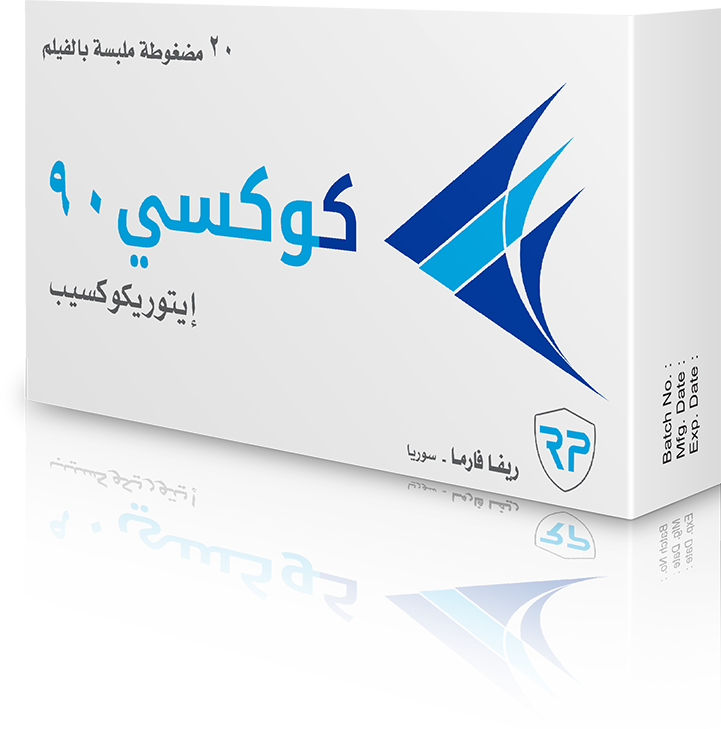 ٢٠ مضغوطة ملبسة بالفيلم
كوكسي ٩٠
إيتوريكوكسيب
RP
ريفا فارما - سوريا
Batch No. :
Mfg. Date :
Exp. Date :